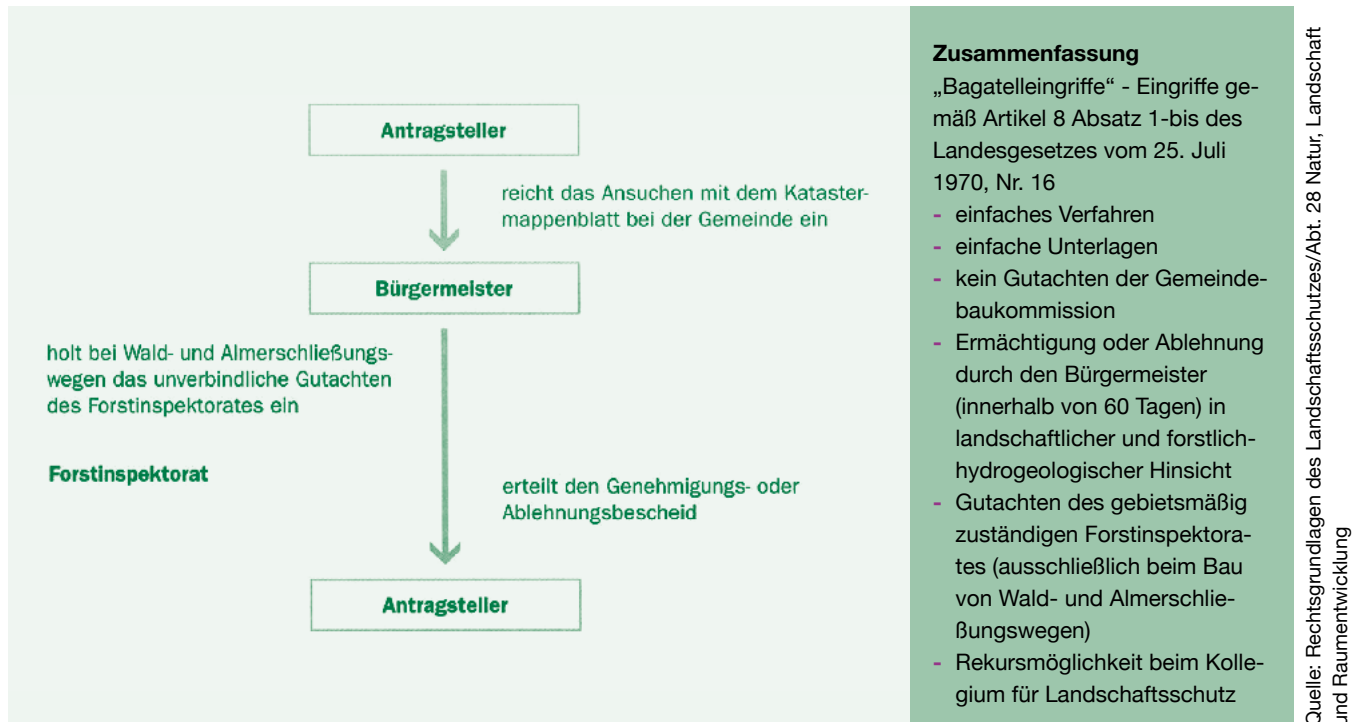 Antragsteller
reicht das Ansuchen mit dem Kataster-
mappenblatt bei der Gemeinde ein
Bürgermeister
holt bei Wald- und Almerschließungs-
wegen das unverbindliche Gutachten
des Forstinspektorates ein
Forstinspektorat
erteilt den Genehmigungs- oder
Ablehnungsbescheid
Antragsteller
Zusammenfassung
„Bagatelleingriffe“ - Eingriffe ge-
mäß Artikel 8 Absatz 1-bis des
Landesgesetzes vom 25. Juli
1970, Nr. 16
- einfaches Verfahren
- einfache Unterlagen
- kein Gutachten der Gemeinde-
baukommission
- Ermächtigung oder Ablehnung
durch den Bürgermeister
(innerhalb von 60 Tagen) in
landschaftlicher und forstlich-
hydrogeologischer Hinsicht
- Gutachten des gebietsmäßig
zuständigen Forstinspektora-
tes (ausschließlich beim Bau
von Wald- und Almerschlie-
ßungswegen)
- Rekursmöglichkeit beim Kolle-
gium für Landschaftsschutz
Quelle: Rechtsgrundlagen des Landschaftsschutzes/Abt. 28 Natur, Landschaft
und Raumentwicklung